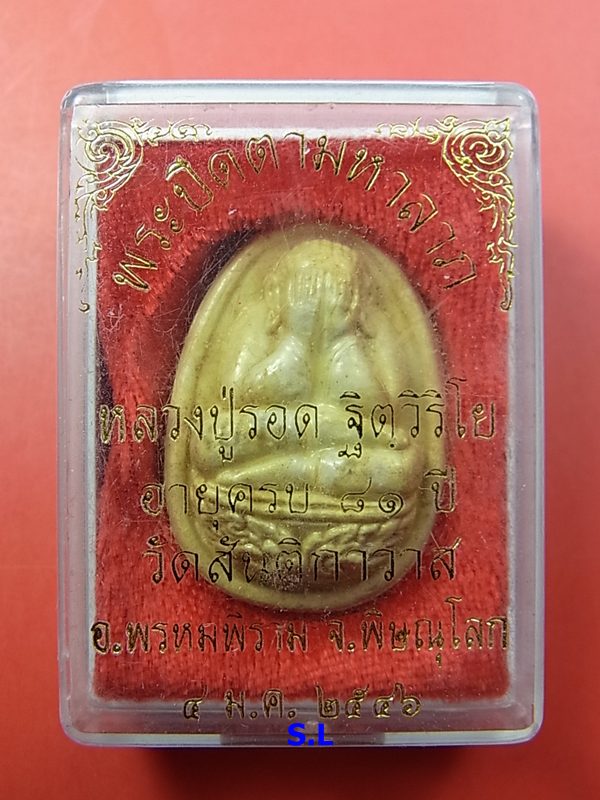 พระปิดตามหาลาภ
หลวงปู่รอด ฐิตฺวิริโย
อายุครบ ๘๑ ปี
วัดสันติกาวาส
อ.พรหมพิราม จ.พิษณุโลก
๔ ม.ค. ๒๕๔๖
S.L